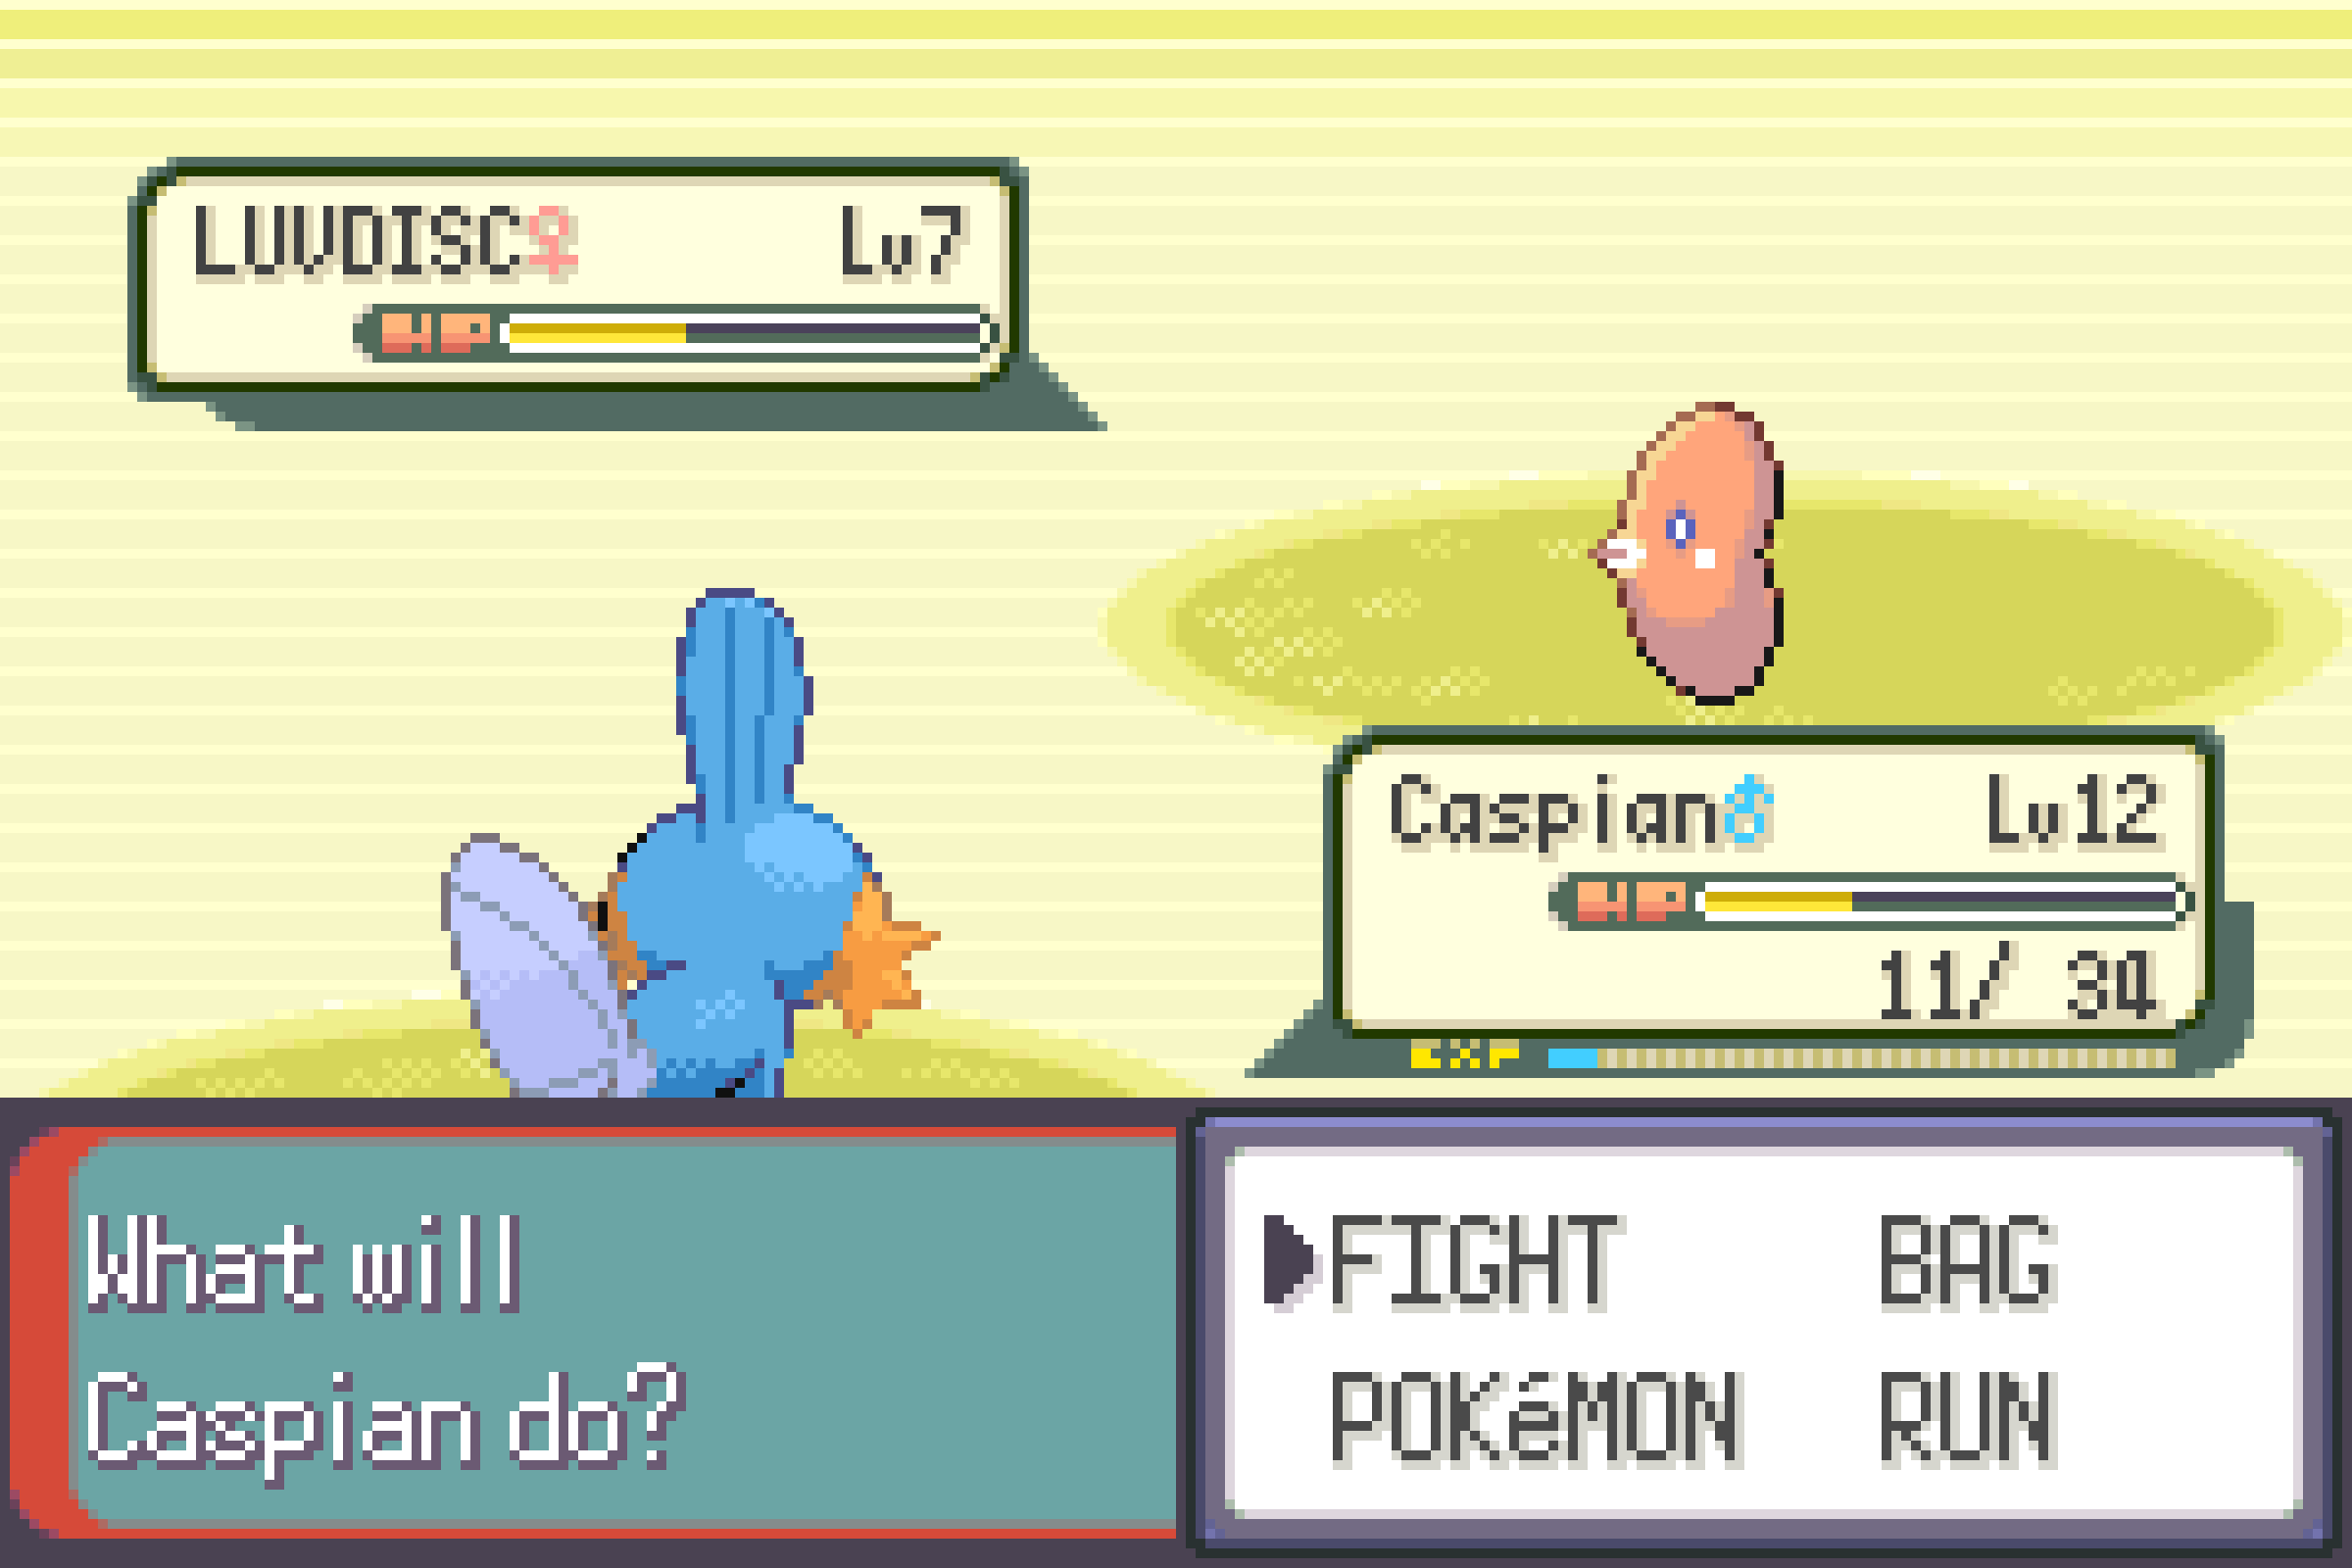 LUVDISC♀ Lv7
HP
Caspian♂ Lv12
HP
11/ 34
EXP
What will
Caspian do?
▶FIGHT BAG
POKéMON RUN